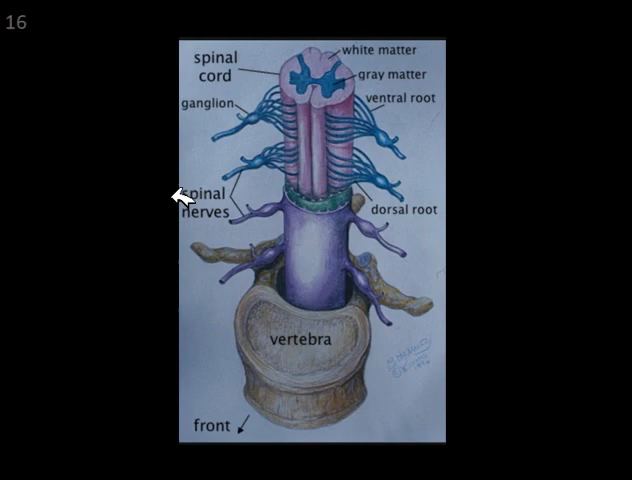 16
white matter
spinal
cord
gray matter
ganglion
ventral root
spinal
nerves
dorsal root
vertebra
front